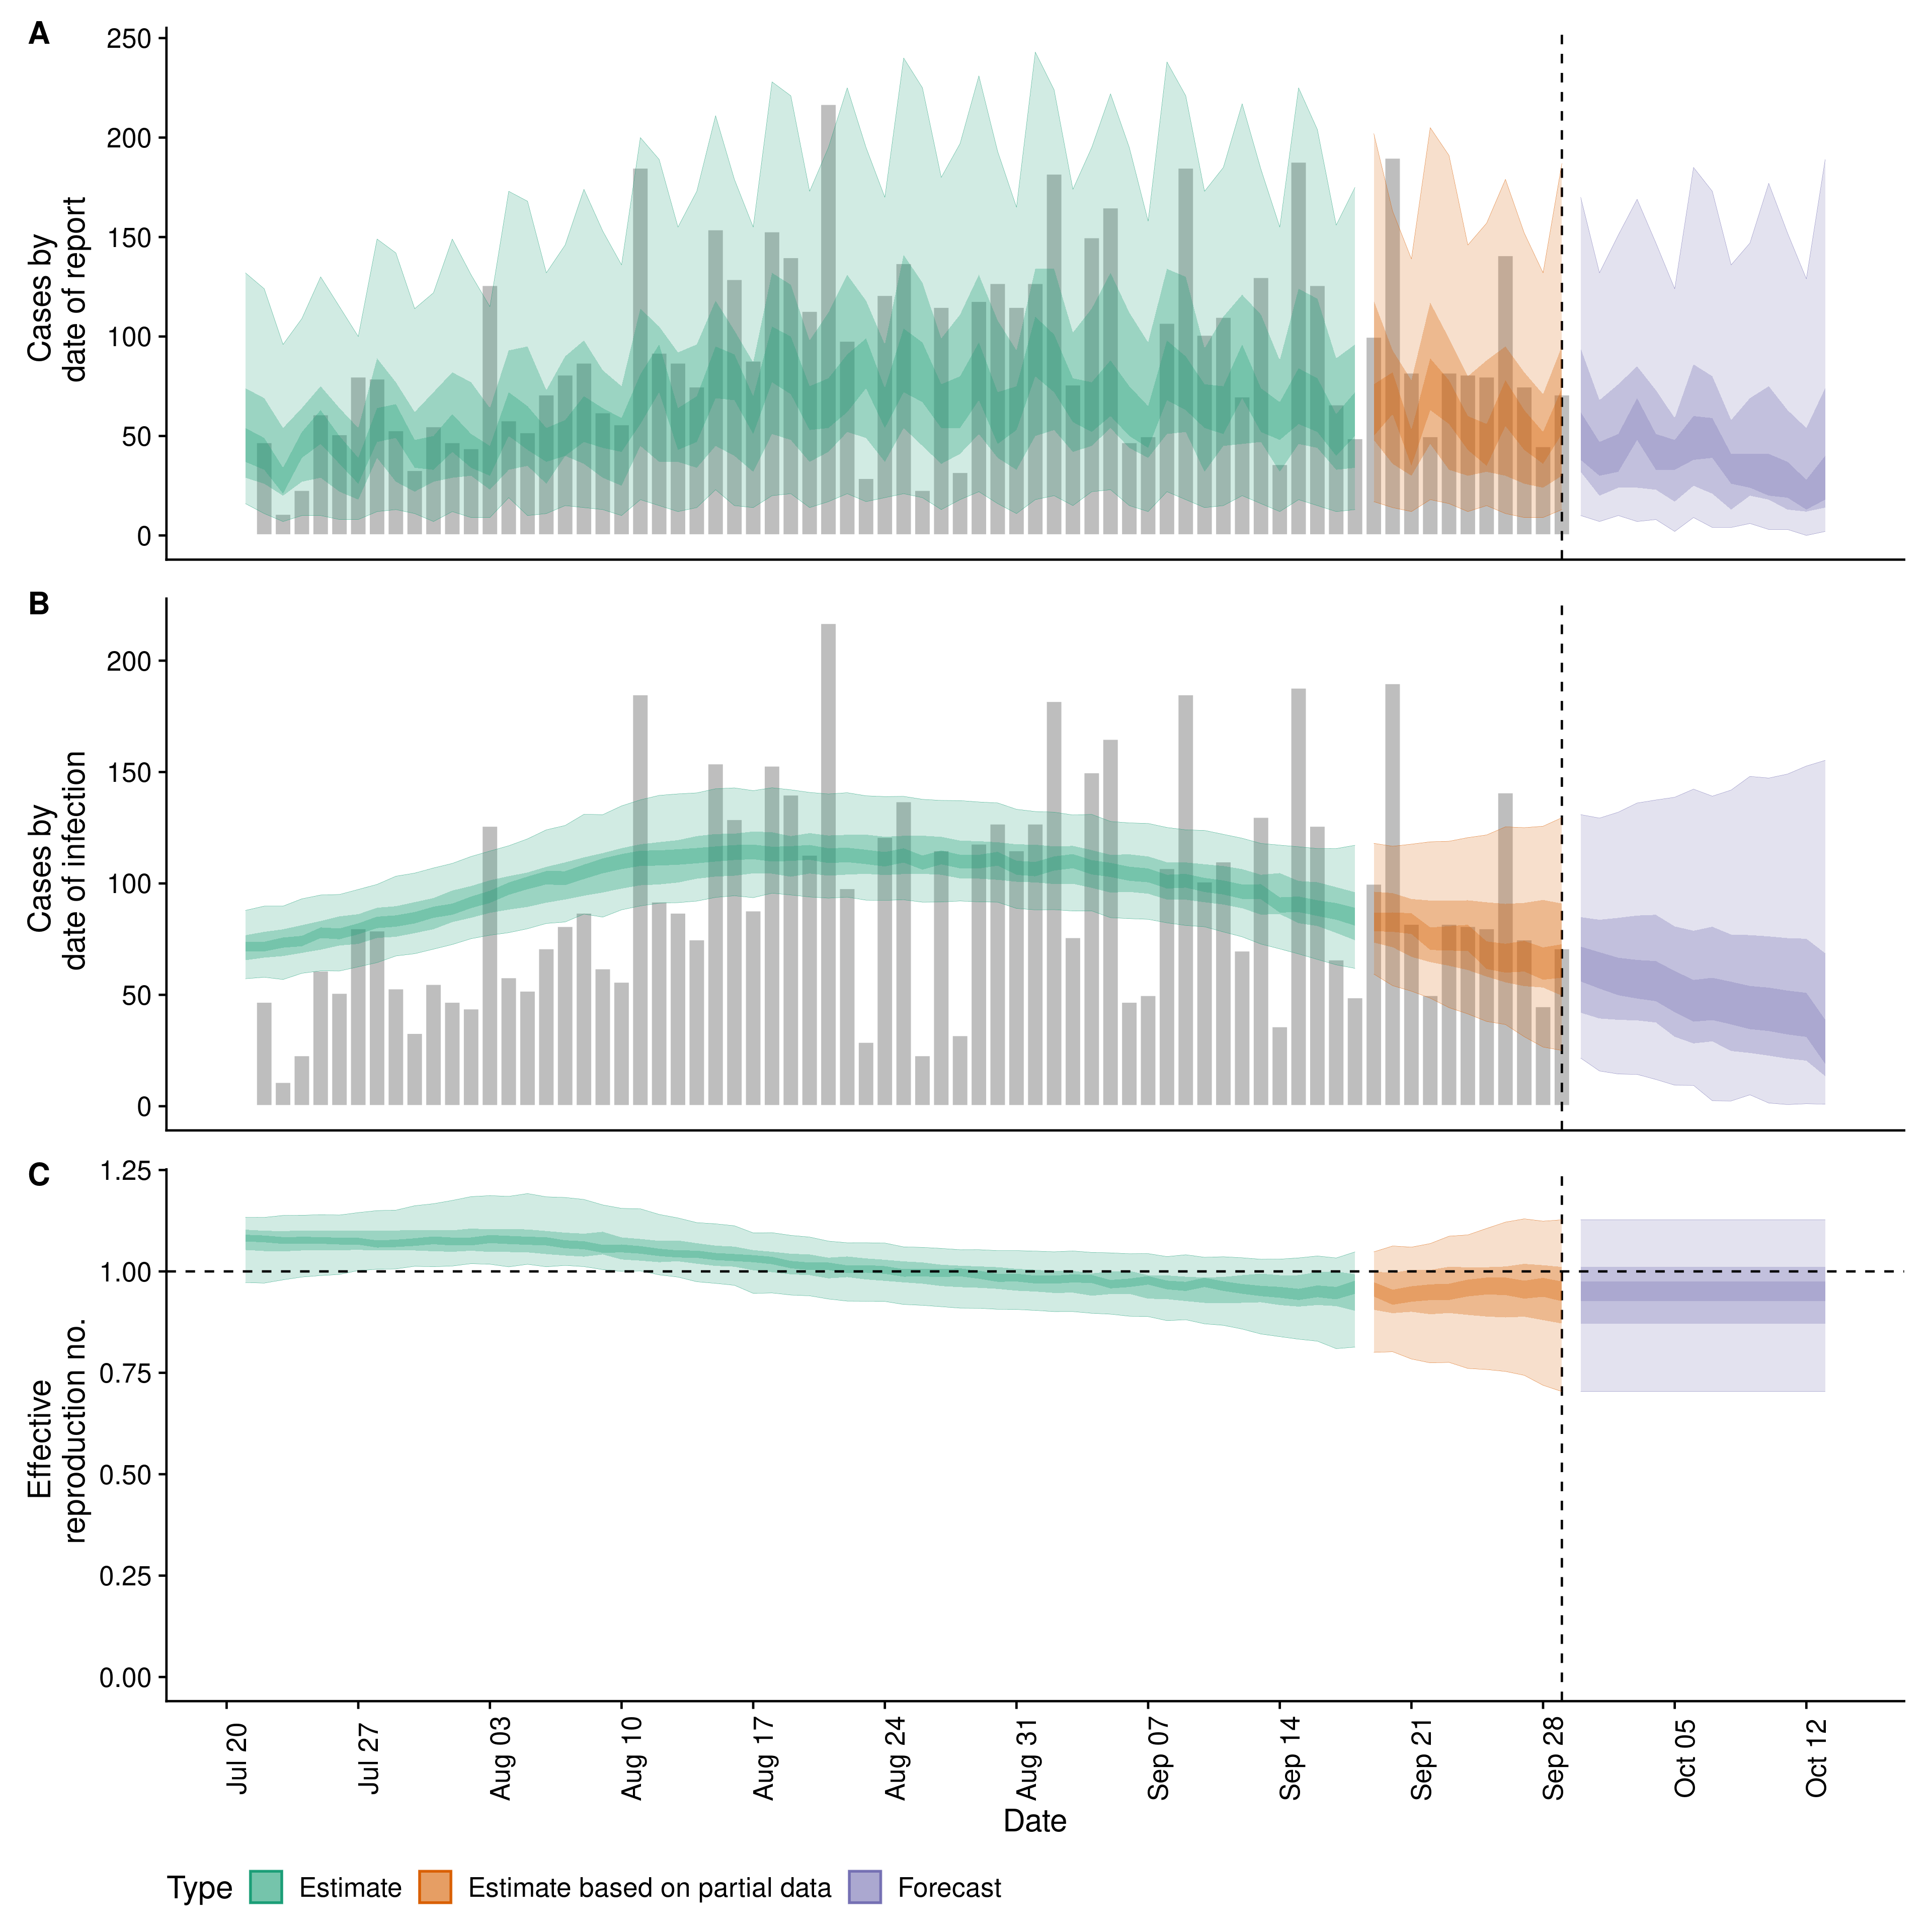 A
Cases by
date of report
250
200
150
100
50
0
B
Cases by
date of infection
200
150
100
50
0
C
Effective
reproduction no.
1.25
1.00
0.75
0.50
0.25
0.00
Jul 20
Jul 27
Aug 03
Aug 10
Aug 17
Aug 24
Aug 31
Sep 07
Sep 14
Sep 21
Sep 28
Oct 05
Oct 12
Date
Type
Estimate
Estimate based on partial data
Forecast